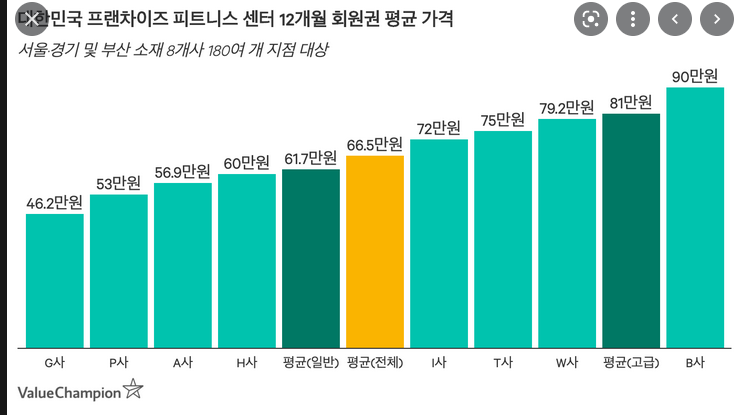 대한민국 프랜차이즈 피트니스 센터 12개월 회원권 평균 가격
서울·경기 및 부산 소재 8개사 180여 개 지점 대상
46.2만원
53만원
56.9만원
60만원
61.7만원
66.5만원
72만원
75만원
79.2만원
81만원
90만원
G사 P사 A사 H사 평균(일반) 평균(전체) I사 T사 W사 평균(고급) B사
ValueChampion